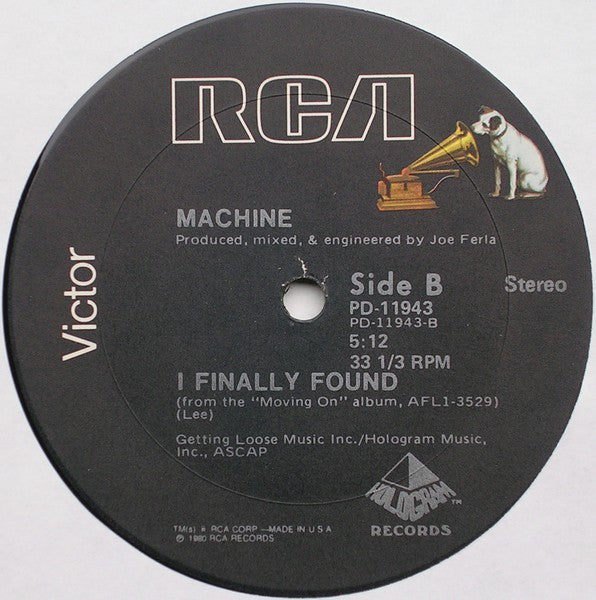 RCA
Victor
MACHINE
Produced, mixed, & engineered by Joe Ferla
Side B
Stereo
PD-11943
PD-11943-B
5:12
33 1/3 RPM
I FINALLY FOUND
(from the "Moving On" album, AFL1-3529)
(Lee)
Getting Loose Music Inc./Hologram Music,
Inc., ASCAP
HOLOGRAM TM
RECORDS
TM(s) ® RCA CORP —MADE IN U S A
℗ 1980 RCA RECORDS